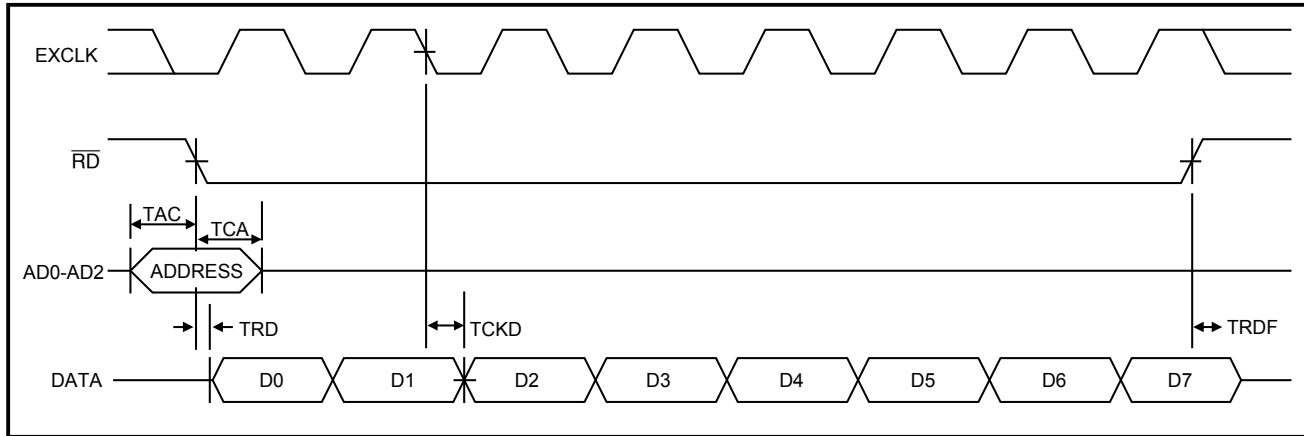 EXCLK
RD
TAC
TCA
AD0-AD2
ADDRESS
TRD
TCKD
TRDF
DATA
D0
D1
D2
D3
D4
D5
D6
D7